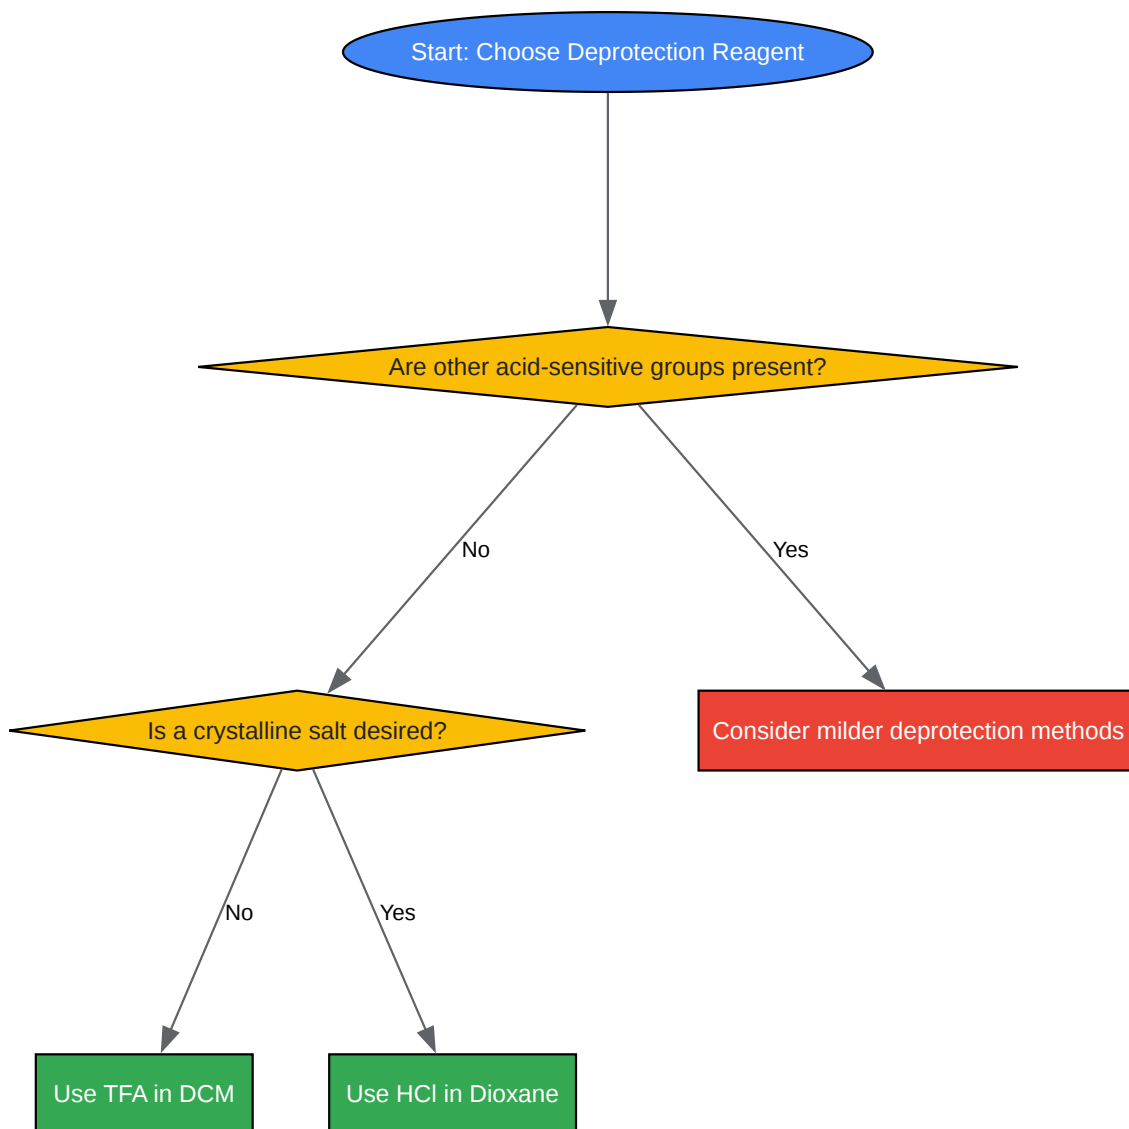 Start: Choose Deprotection Reagent
Are other acid-sensitive groups present?
No
Yes
Is a crystalline salt desired?
Consider milder deprotection methods
No
Yes
Use TFA in DCM
Use HCl in Dioxane